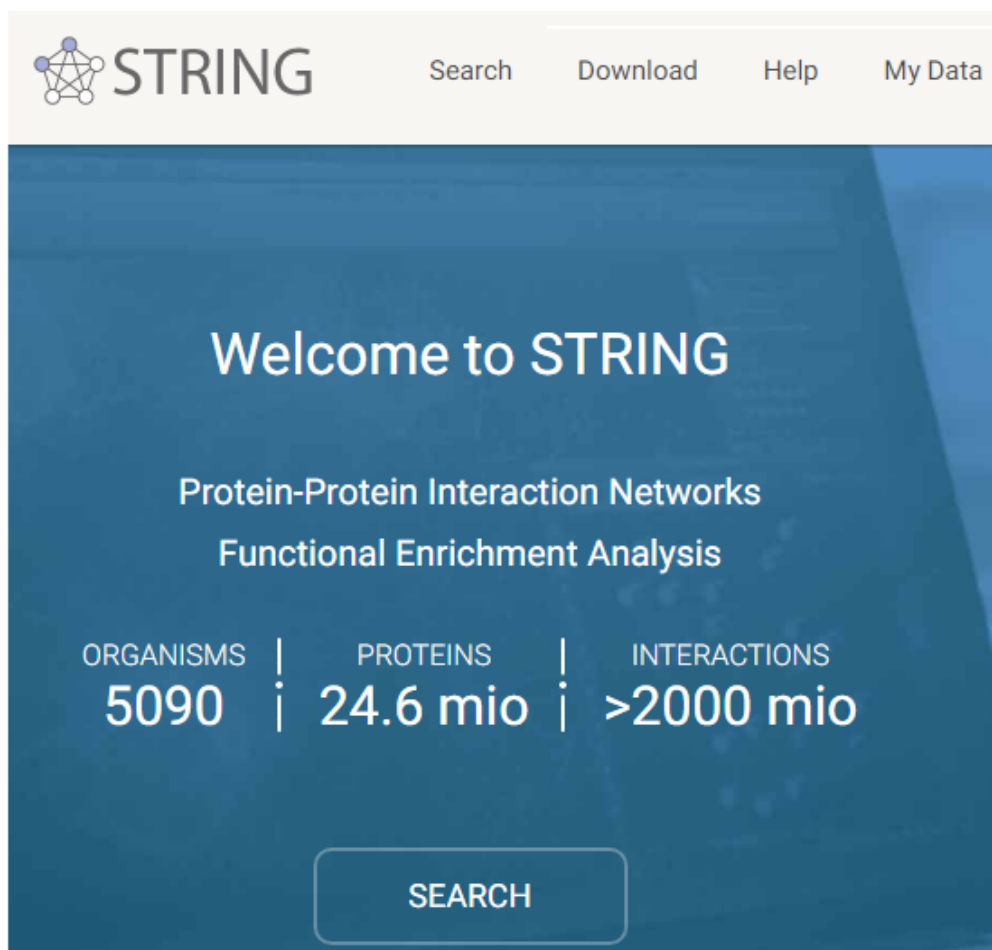 STRING Search Download Help My Data
Welcome to STRING
Protein-Protein Interaction Networks
Functional Enrichment Analysis
ORGANISMS PROTEINS INTERACTIONS
5090 24.6 mio >2000 mio
SEARCH